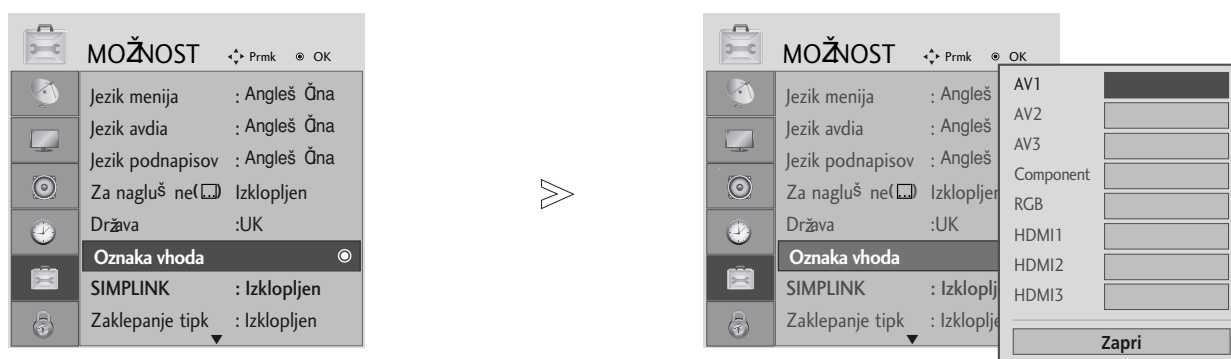 MOŽNOST Prmk OK
Jezik menija : Angleš Čna
Jezik avdia : Angleš Čna
Jezik podnapisov : Angleš Čna
Za nagluš ne( ) Izklopljen
Država :UK
Oznaka vhoda
SIMPLINK : Izklopljen
Zaklepanje tipk : Izklopljen
MOŽNOST Prmk OK
Jezik menija : Angleš
Jezik avdia : Angleš
Jezik podnapisov : Angleš
Za nagluš ne( ) Izklopljen
Država :UK
Oznaka vhoda
SIMPLINK : Izkloplj
Zaklepanje tipk : Izklople
AV1
AV2
AV3
Component
RGB
HDMI1
HDMI2
HDMI3
Zapri